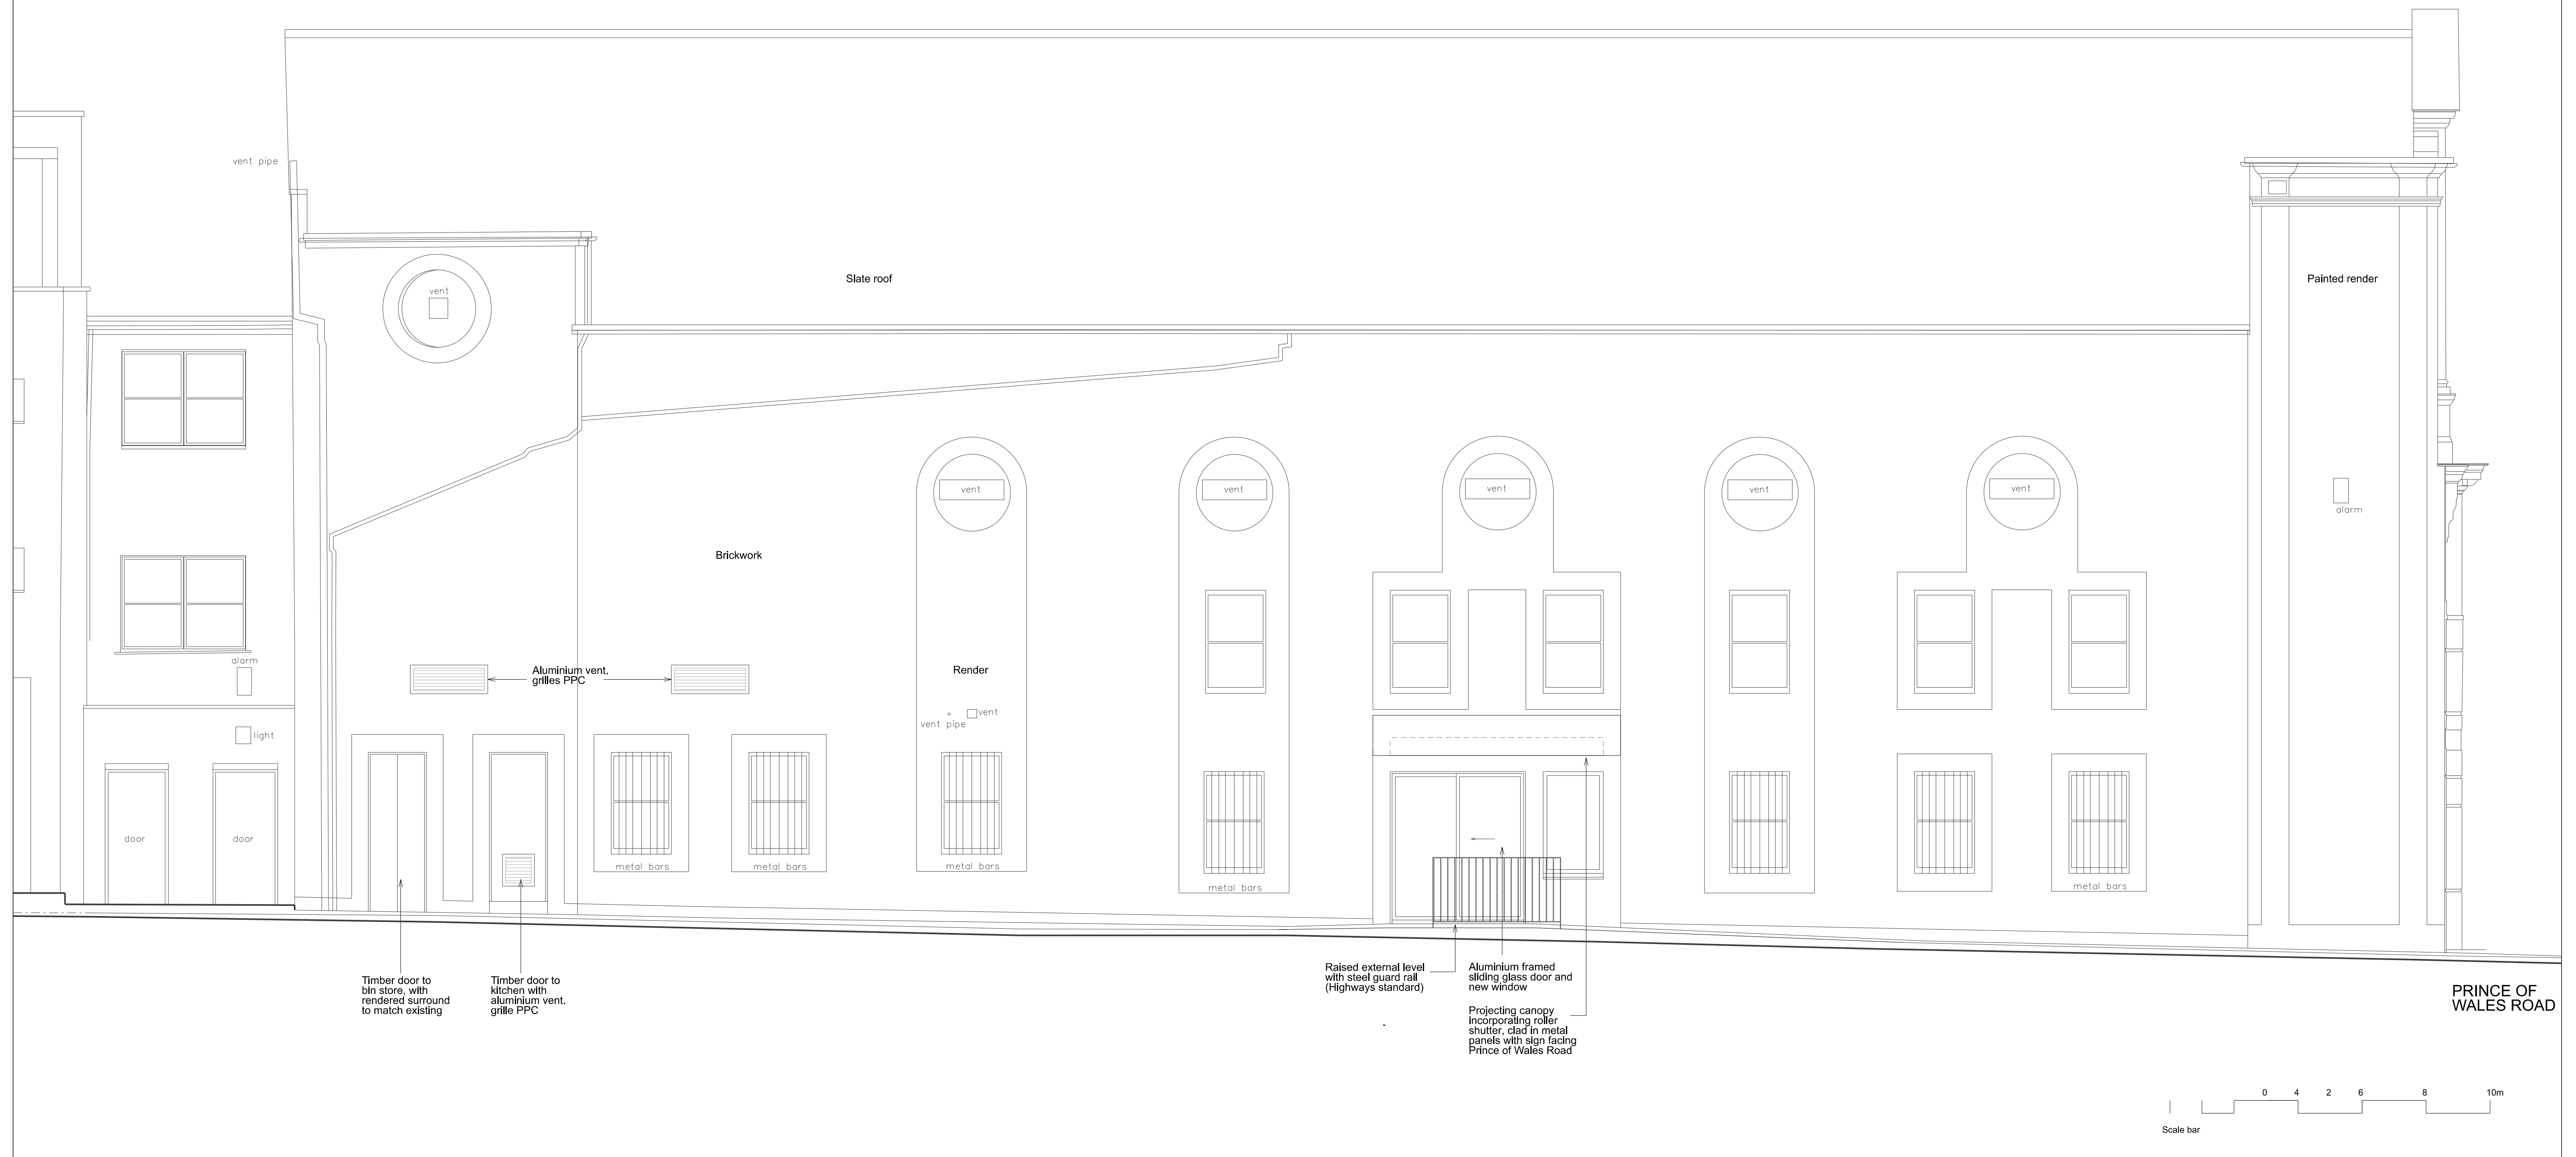 vent pipe
Slate roof
Painted render
vent
vent
vent
vent
vent
vent
alarm
Brickwork
alarm
Aluminium vent.
grilles PPC
Render
vent
vent pipe
light
door
door
metal bars
metal bars
metal bars
metal bars
metal bars
Timber door to
bin store, with
rendered surround
to match existing
Timber door to
kitchen with
aluminium vent.
grille PPC
Raised external level
with steel guard rail
(Highways standard)
Aluminium framed
sliding glass door and
new window
Projecting canopy
incorporating roller
shutter, clad in metal
panels with sign facing
Prince of Wales Road
PRINCE OF
WALES ROAD
0 4 2 6 8 10m
Scale bar